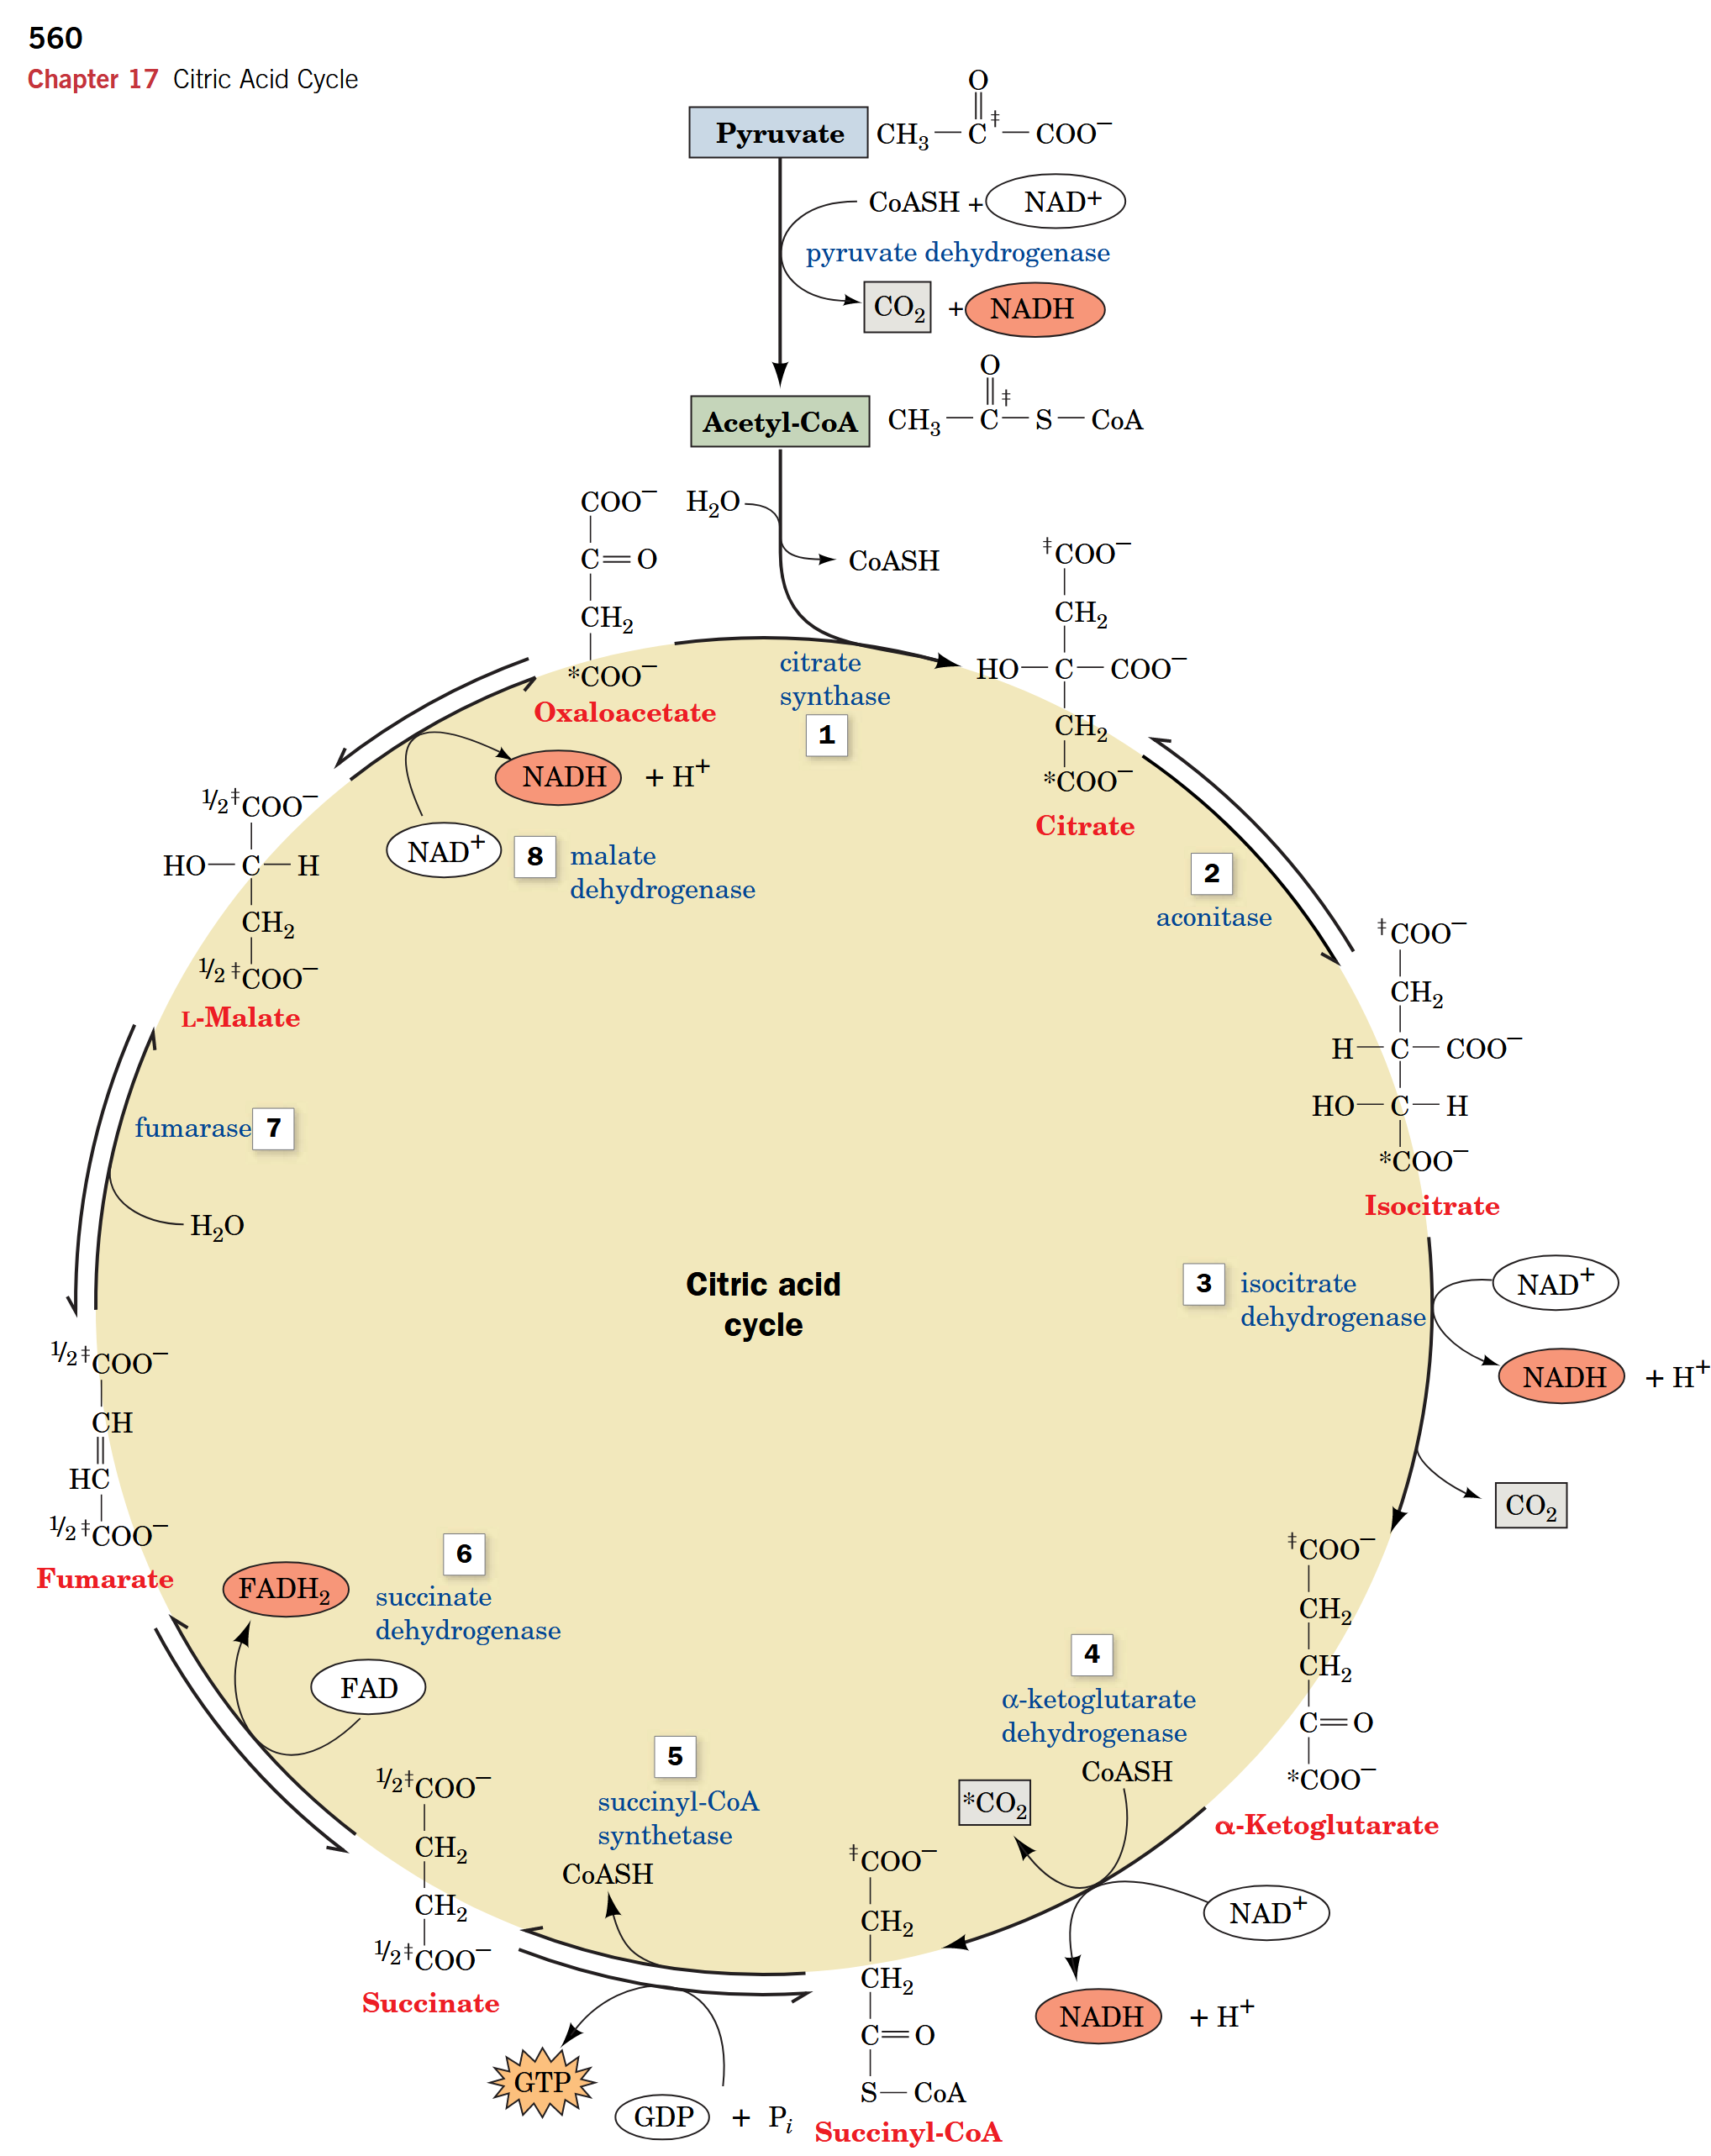 560
Chapter 17 Citric Acid Cycle
O
Pyruvate CH3 C‡ COO−
CoASH + NAD+
pyruvate dehydrogenase
CO2 + NADH
O
Acetyl-CoA CH3 C‡ S CoA
COO−
H2O
C O
CoASH
CH2
*COO−
Oxaloacetate
citrate
synthase
1
‡COO−
CH2
HO C COO−
CH2
*COO−
Citrate
2
aconitase
‡COO−
CH2
H C COO−
HO C H
*COO−
Isocitrate
3 isocitrate
dehydrogenase
NAD+
NADH + H+
CO2
‡COO−
CH2
CH2
C O
*COO−
α-Ketoglutarate
4
α-ketoglutarate
dehydrogenase
CoASH
*CO2
NAD+
NADH + H+
‡COO−
CH2
CH2
C O
S CoA
Succinyl-CoA
5
succinyl-CoA
synthetase
CoASH
GTP
GDP + Pi
1/2‡COO−
CH2
CH2
1/2‡COO−
Succinate
6
succinate
dehydrogenase
FAD
FADH2
1/2‡COO−
CH
HC
1/2‡COO−
Fumarate
fumarase 7
H2O
1/2‡COO−
HO C H
CH2
1/2‡COO−
L-Malate
8 malate
dehydrogenase
NAD+
NADH + H+
Citric acid
cycle